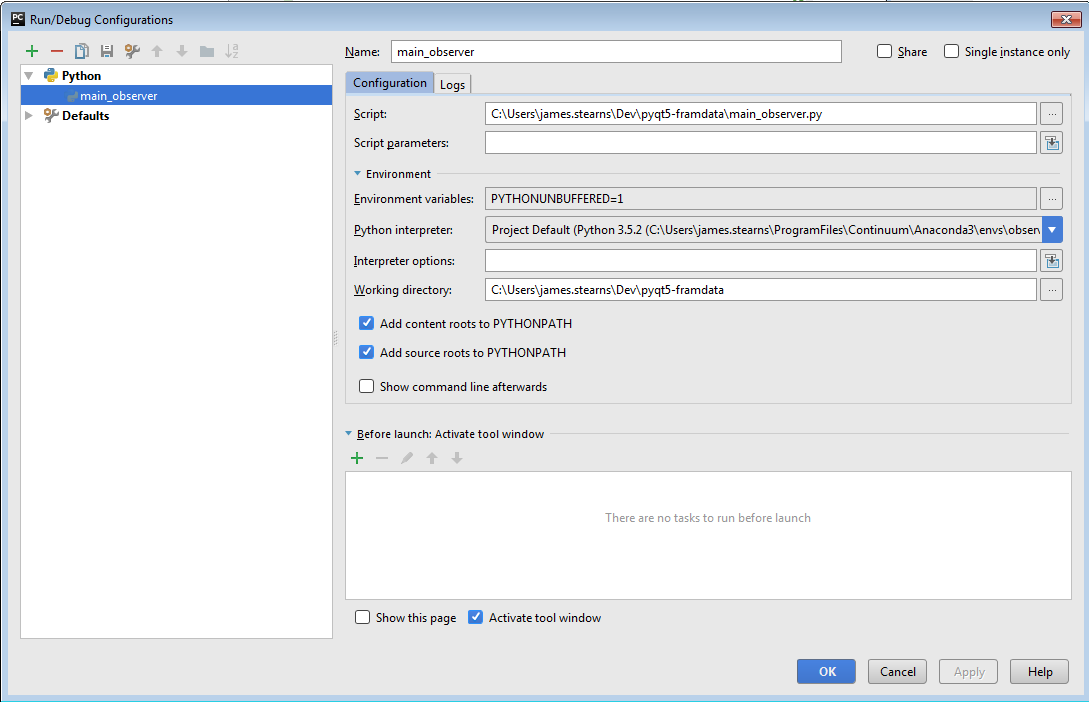 PC Run/Debug Configurations
Name: main_observer Share Single instance only
Python
main_observer
Defaults
Configuration Logs
Script: C:\Users\james.stearns\Dev\pyqt5-framdata\main_observer.py ...
Script parameters:
Environment
Environment variables: PYTHONUNBUFFERED=1 ...
Python interpreter: Project Default (Python 3.5.2 (C:\Users\james.stearns\ProgramFiles\Continuum\Anaconda3\envs\obser
Interpreter options:
Working directory: C:\Users\james.stearns\Dev\pyqt5-framdata ...
Add content roots to PYTHONPATH
Add source roots to PYTHONPATH
Show command line afterwards
Before launch: Activate tool window
There are no tasks to run before launch
Show this page Activate tool window
OK Cancel Apply Help